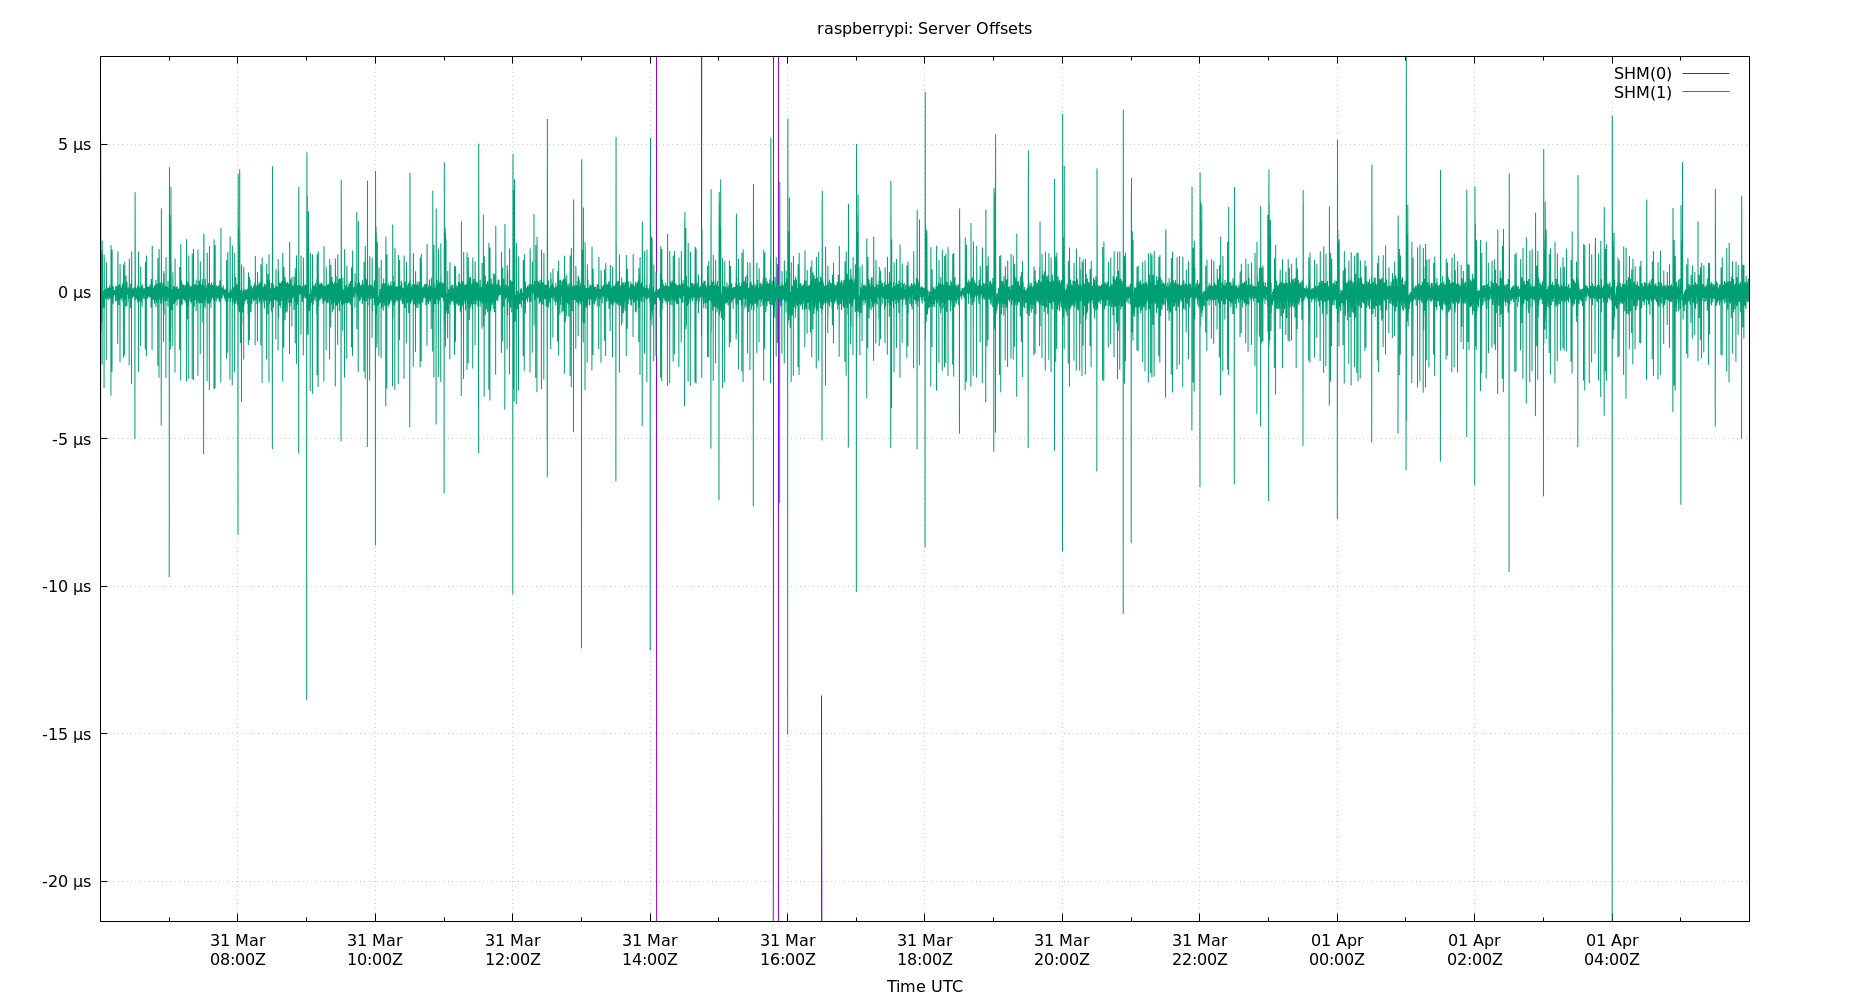 raspberrypi: Server Offsets
SHM(0)
SHM(1)
5 µs
0 µs
-5 µs
-10 µs
-15 µs
-20 µs
31 Mar 31 Mar 31 Mar 31 Mar 31 Mar 31 Mar 31 Mar 31 Mar 01 Apr 01 Apr 01 Apr
08:00Z 10:00Z 12:00Z 14:00Z 16:00Z 18:00Z 20:00Z 22:00Z 00:00Z 02:00Z 04:00Z
Time UTC